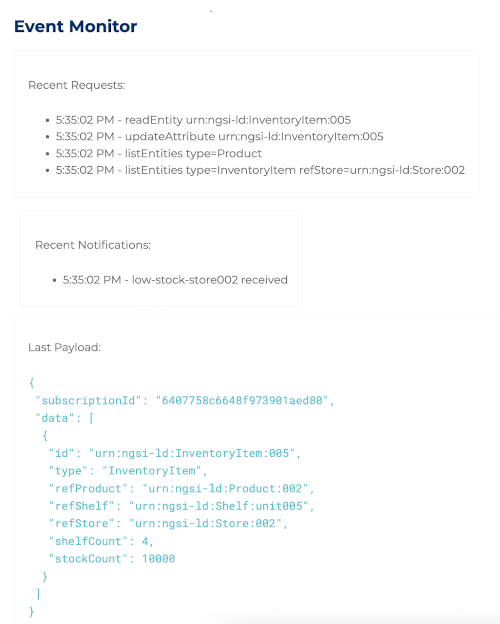 Event Monitor
Recent Requests:
• 5:35:02 PM - readEntity urn:ngsi-ld:InventoryItem:005
• 5:35:02 PM - updateAttribute urn:ngsi-ld:InventoryItem:005
• 5:35:02 PM - listEntities type=Product
• 5:35:02 PM - listEntities type=InventoryItem refStore=urn:ngsi-ld:Store:002
Recent Notifications:
• 5:35:02 PM - low-stock-store002 received
Last Payload:
{
"subscriptionId": "6407758c6648f973901aed80",
"data": [
{
"id": "urn:ngsi-ld:InventoryItem:005",
"type": "InventoryItem",
"refProduct": "urn:ngsi-ld:Product:002",
"refShelf": "urn:ngsi-ld:Shelf:unit005",
"refStore": "urn:ngsi-ld:Store:002",
"shelfCount": 4,
"stockCount": 10000
}
]
}